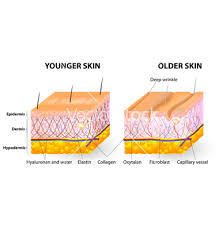 YOUNGER SKIN
OLDER SKIN
Deep wrinkle
Epidermis
Dermis
Hypodermis
Hyaluronan and water
Elastin
Collagen
Oxytalan
Fibroblast
Capillary vessel